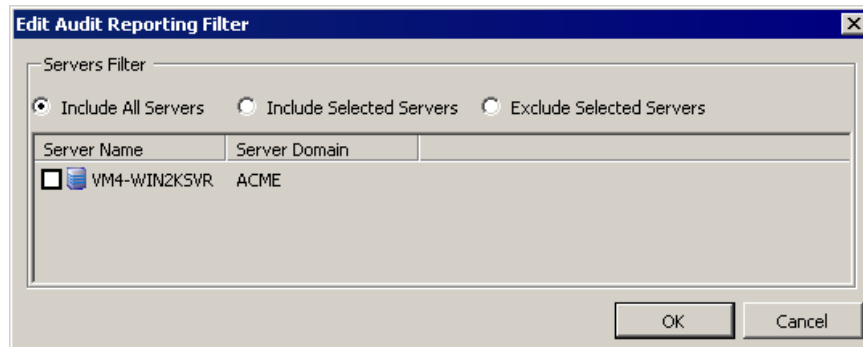 Edit Audit Reporting Filter
Servers Filter
Include All Servers Include Selected Servers Exclude Selected Servers
Server Name Server Domain
VM4-WIN2KSVR ACME
OK Cancel